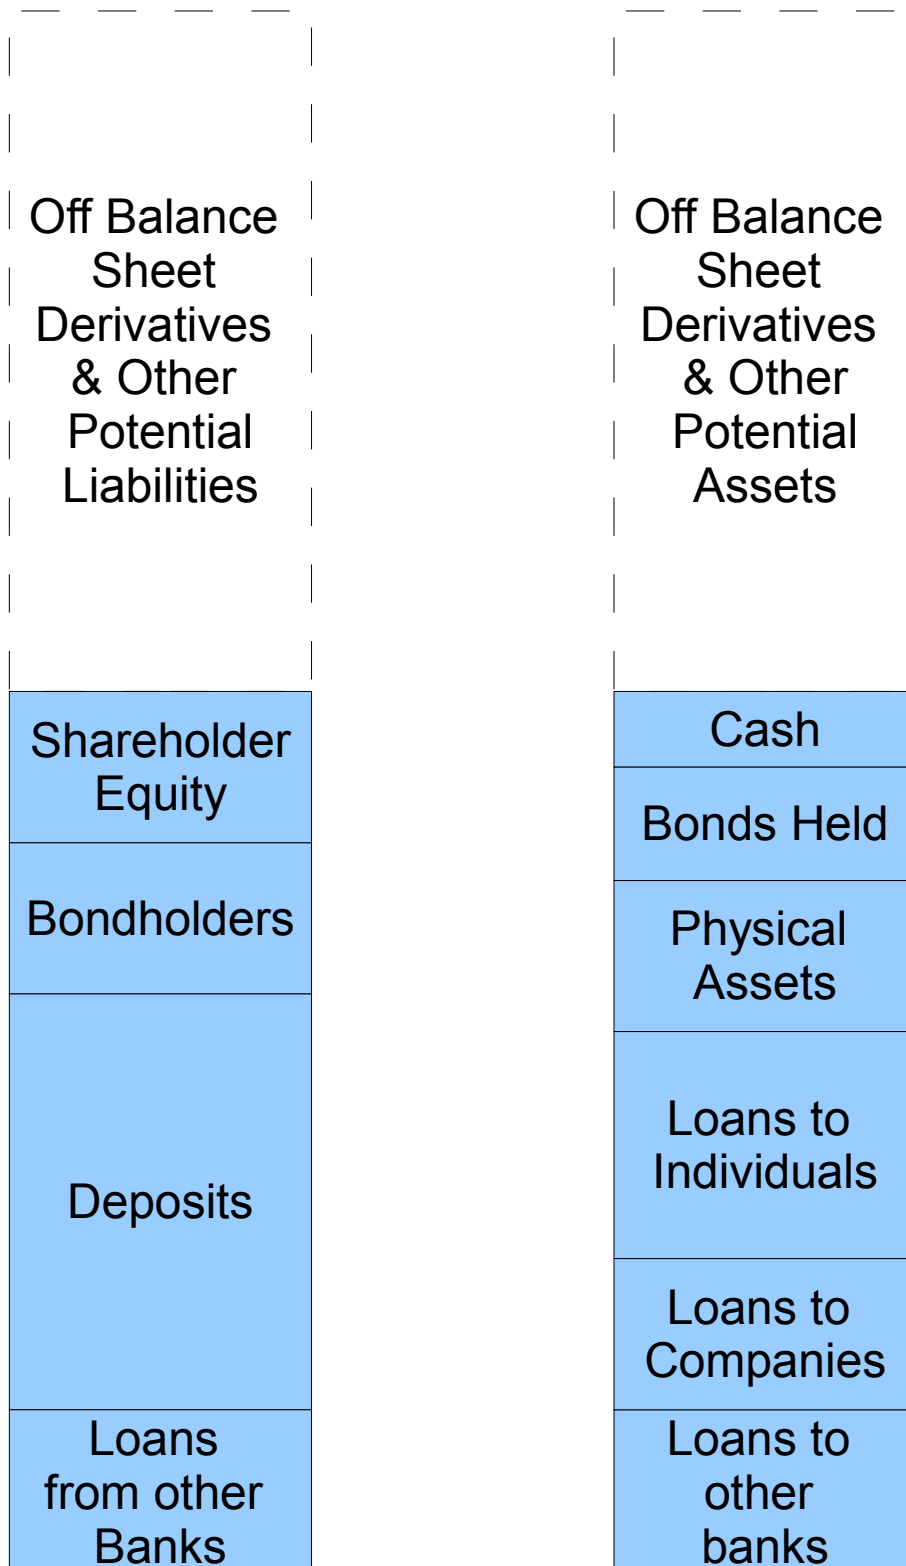 Off Balance
Sheet
Derivatives
& Other
Potential
Liabilities
Shareholder
Equity
Bondholders
Deposits
Loans
from other
Banks
Off Balance
Sheet
Derivatives
& Other
Potential
Assets
Cash
Bonds Held
Physical
Assets
Loans to
Individuals
Loans to
Companies
Loans to
other
banks